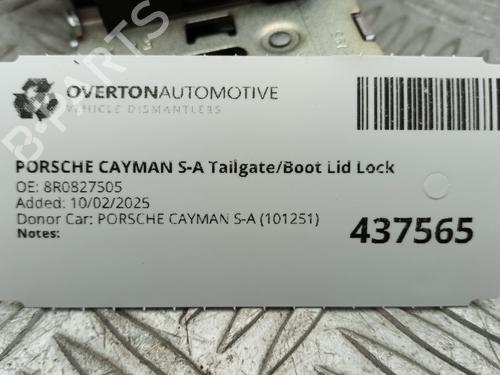 OVERTONAUTOMOTIVE
VEHICLE DISMANTLERS
PORSCHE CAYMAN S-A Tailgate/Boot Lid Lock
OE: 8R0827505
Added: 10/02/2025
Donor Car: PORSCHE CAYMAN S-A (101251)
Notes:
437565
B-PARTS